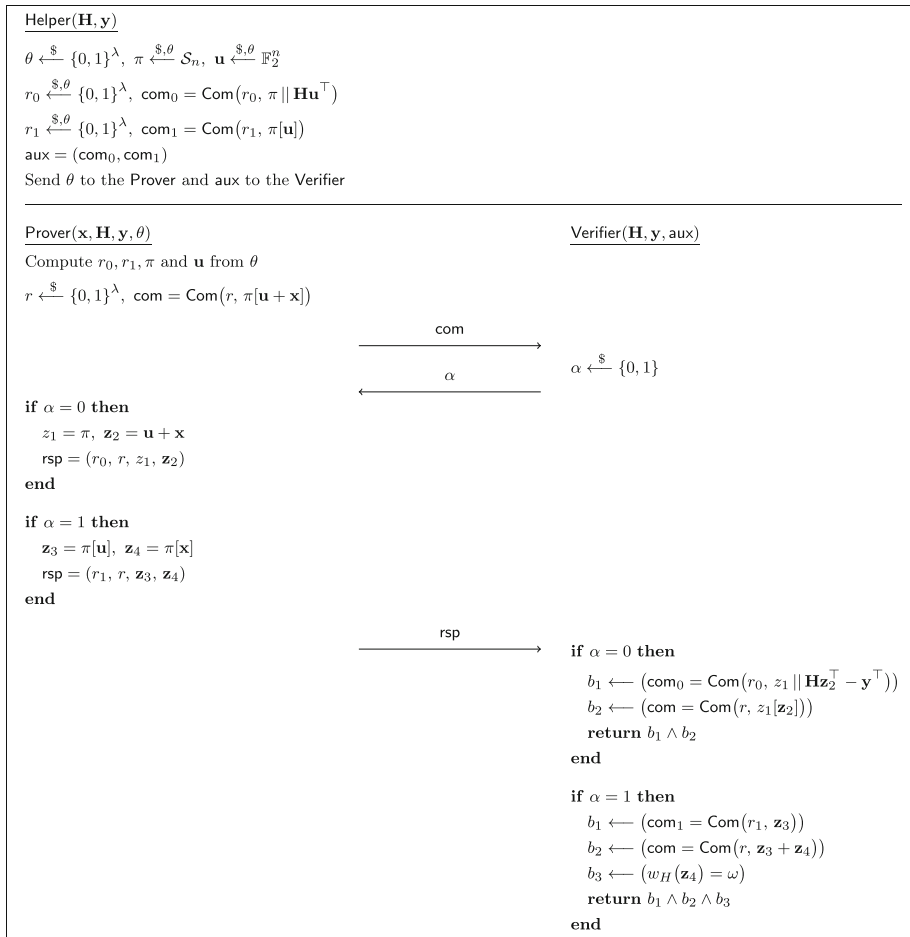 Helper(H, y)
θ ←$ {0, 1}^λ, π ←$,θ 𝒮_n, u ←$,θ 𝔽_2^n
r_0 ←$,θ {0, 1}^λ, com_0 = Com(r_0, π || Hu^⊤)
r_1 ←$,θ {0, 1}^λ, com_1 = Com(r_1, π[u])
aux = (com_0, com_1)
Send θ to the Prover and aux to the Verifier
Prover(x, H, y, θ)
Verifier(H, y, aux)
Compute r_0, r_1, π and u from θ
r ←$ {0, 1}^λ, com = Com(r, π[u + x])
com
α ←$ {0, 1}
α
if α = 0 then
z_1 = π, z_2 = u + x
rsp = (r_0, r, z_1, z_2)
end
if α = 1 then
z_3 = π[u], z_4 = π[x]
rsp = (r_1, r, z_3, z_4)
end
rsp
if α = 0 then
b_1 ← (com_0 = Com(r_0, z_1 || Hz_2^⊤ − y^⊤))
b_2 ← (com = Com(r, z_1[z_2]))
return b_1 ∧ b_2
end
if α = 1 then
b_1 ← (com_1 = Com(r_1, z_3))
b_2 ← (com = Com(r, z_3 + z_4))
b_3 ← (w_H(z_4) = ω)
return b_1 ∧ b_2 ∧ b_3
end